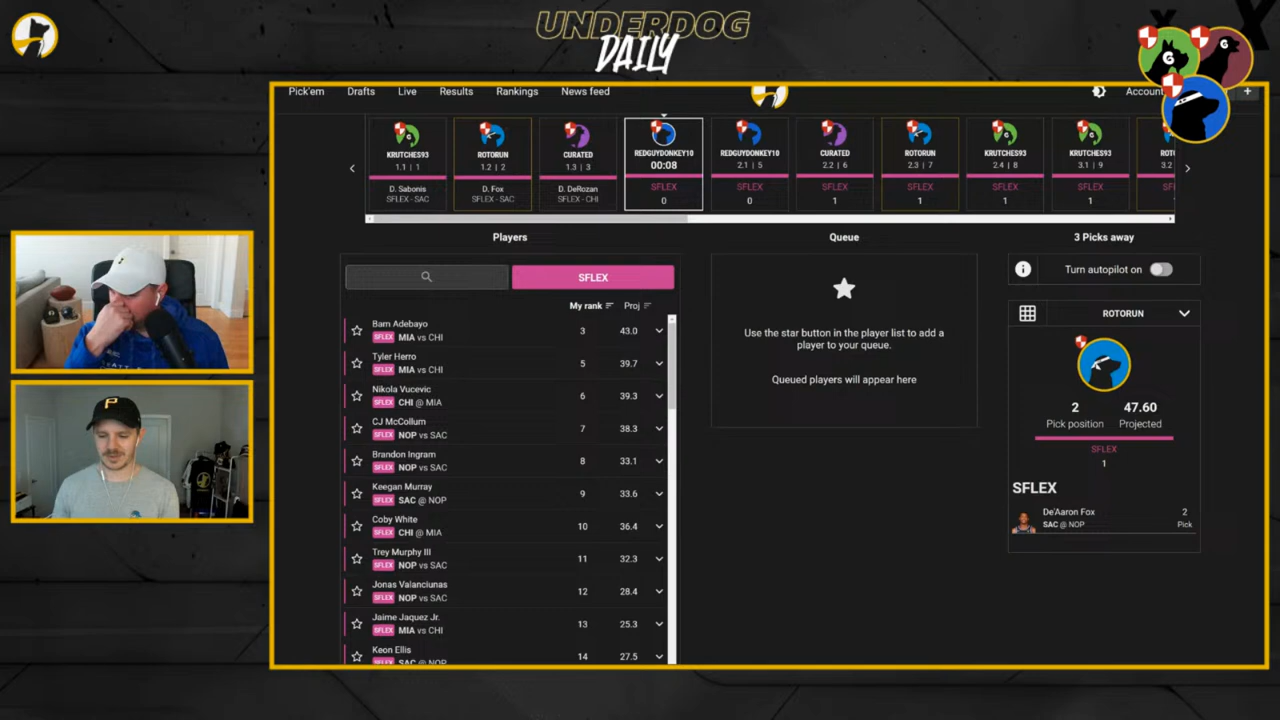 UNDERDOG
DAILY
Pick'em Drafts Live Results Rankings News feed Account +
KRUTCHES93 ROTORUN CURATED REDGUYDONKEY10 REDGUYDONKEY10 CURATED ROTORUN KRUTCHES93 KRUTCHES93
1.1 | 1 1.2 | 2 1.3 | 3 00:08 2.1 | 5 2.2 | 6 2.3 | 7 2.4 | 8 3.1 | 9 3.2
D. Sabonis D. Fox D. DeRozan SFLEX SFLEX SFLEX SFLEX SFLEX SFLEX
SFLEX - SAC SFLEX - SAC SFLEX - CHI 0 0 1 1 1 1
Players Queue 3 Picks away
SFLEX
Turn autopilot on
My rank Proj
Bam Adebayo
SFLEX MIA vs CHI 3 43.0
Tyler Herro
SFLEX MIA vs CHI 5 39.7
Nikola Vucevic
SFLEX CHI @ MIA 6 39.3
CJ McCollum
SFLEX NOP vs SAC 7 38.3
Brandon Ingram
SFLEX NOP vs SAC 8 33.1
Keegan Murray
SFLEX SAC @ NOP 9 33.6
Coby White
SFLEX CHI @ MIA 10 36.4
Trey Murphy III
SFLEX NOP vs SAC 11 32.3
Jonas Valanciunas
SFLEX NOP vs SAC 12 28.4
Jaime Jaquez Jr.
SFLEX MIA vs CHI 13 25.3
Keon Ellis
SFLEX SAC @ NOP 14 27.5
Use the star button in the player list to add a
player to your queue.
Queued players will appear here
ROTORUN
2 47.60
Pick position Projected
SFLEX
1
SFLEX
De'Aaron Fox 2
SAC @ NOP Pick